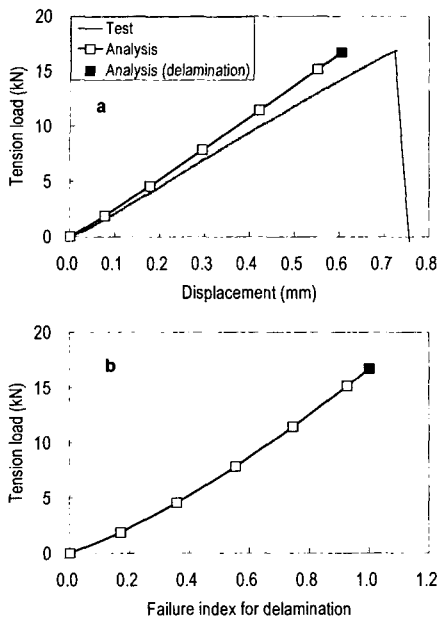 20
15
10
5
0
Tension load (kN)
Test
Analysis
Analysis (delamination)
a
0.0 0.1 0.2 0.3 0.4 0.5 0.6 0.7 0.8
Displacement (mm)
20
15
10
5
0
Tension load (kN)
b
0.0 0.2 0.4 0.6 0.8 1.0 1.2
Failure index for delamination